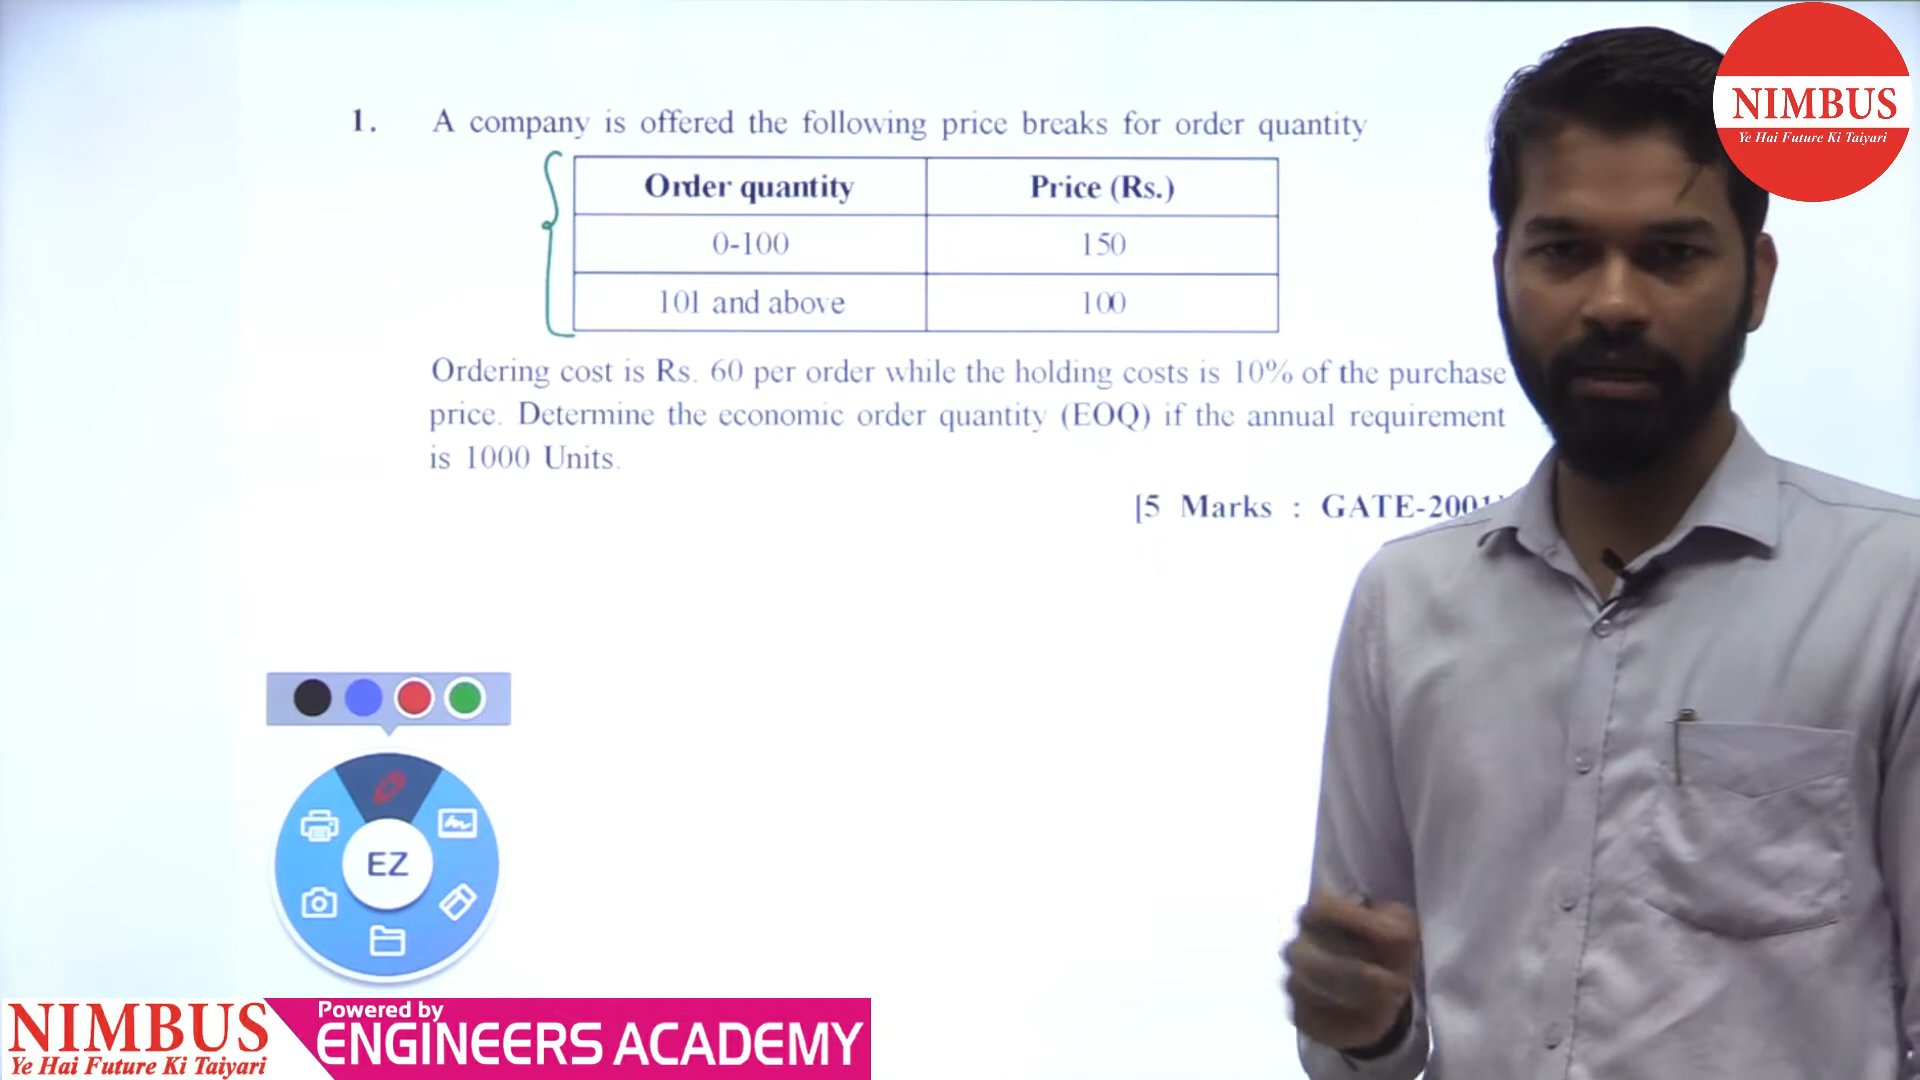 NIMBUS
Ye Hai Future Ki Taiyari
1. A company is offered the following price breaks for order quantity
Order quantity Price (Rs.)
0-100 150
101 and above 100
Ordering cost is Rs. 60 per order while the holding costs is 10% of the purchase
price. Determine the economic order quantity (EOQ) if the annual requirement
is 1000 Units.
[5 Marks : GATE-2001]
EZ
NIMBUS
Ye Hai Future Ki Taiyari
Powered by
ENGINEERS ACADEMY